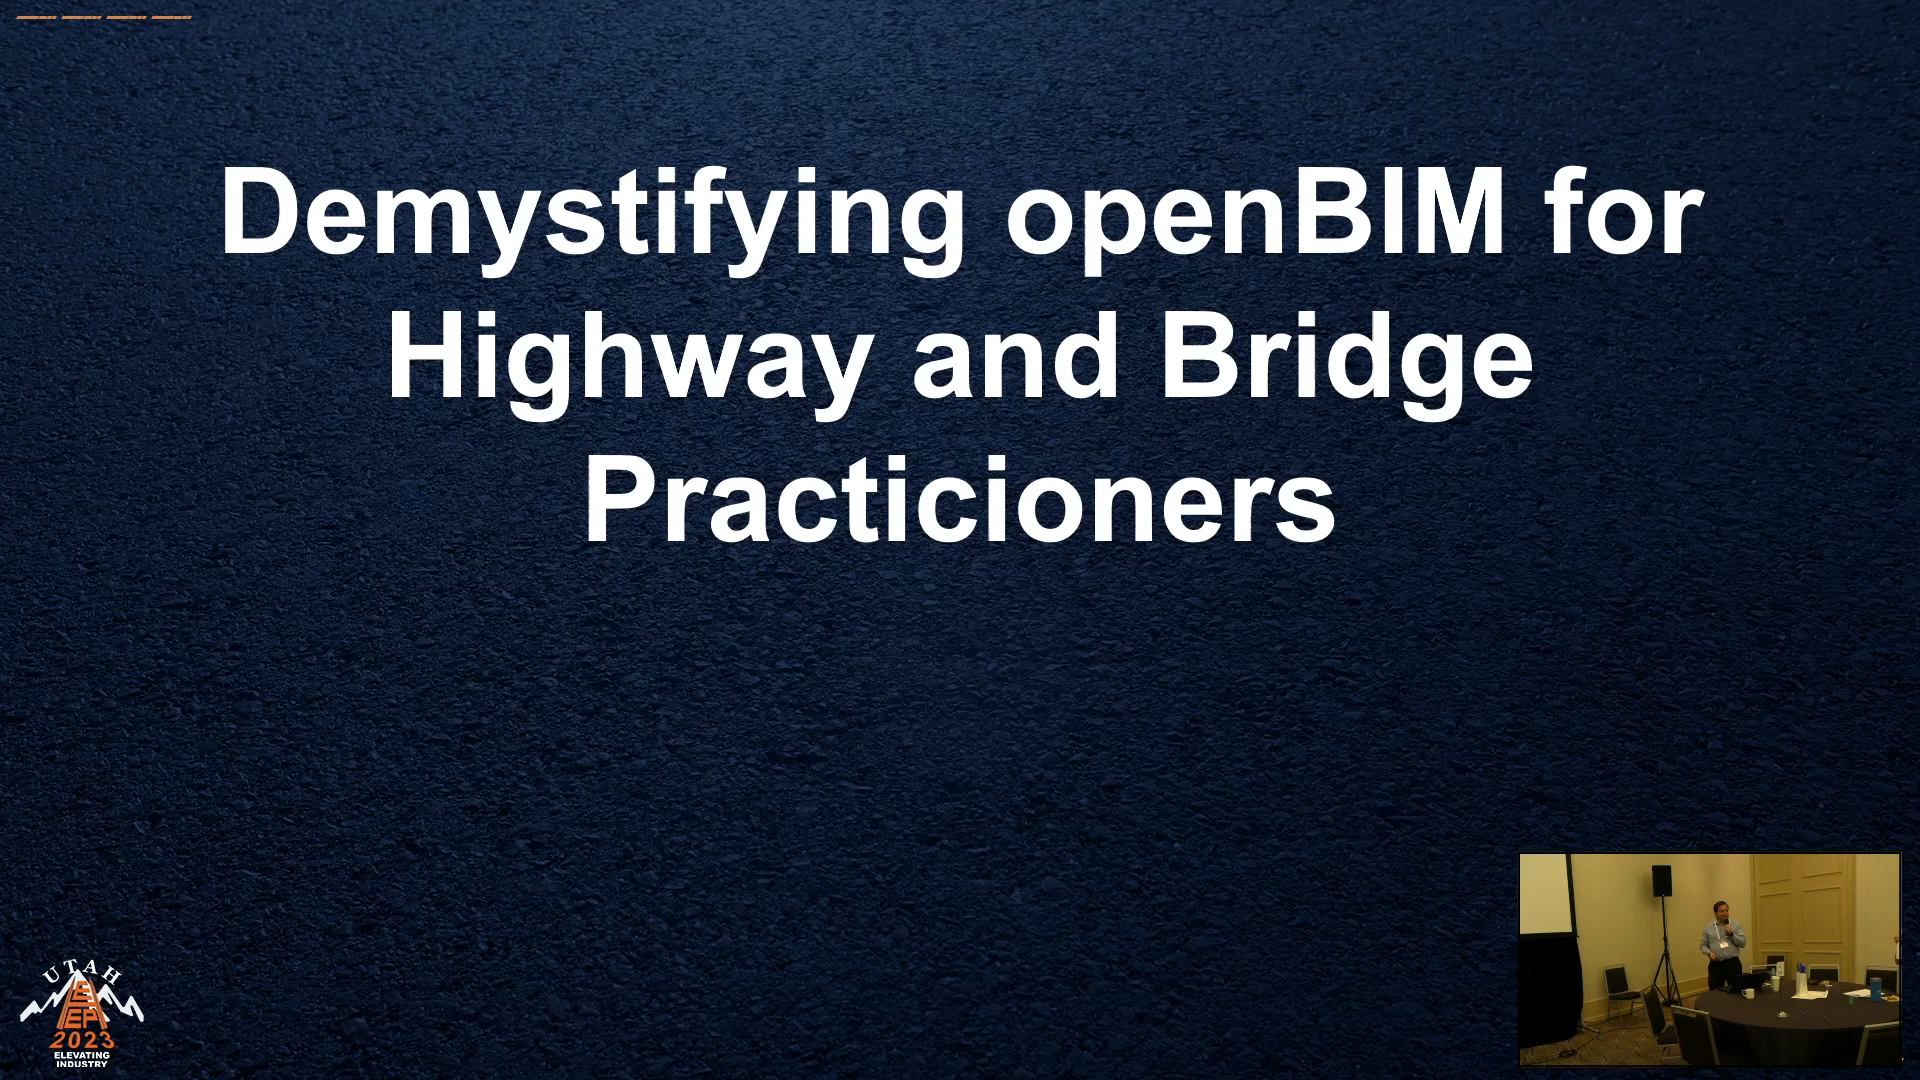 Demystifying openBIM for
Highway and Bridge
Practicioners
UTAH
2023
ELEVATING
INDUSTRY